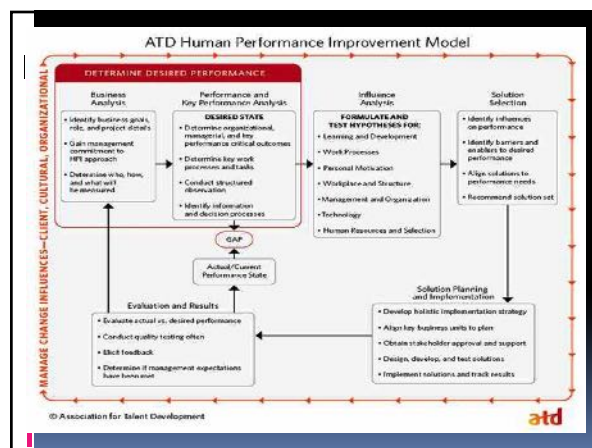 ATD Human Performance Improvement Model
MANAGE CHANGE INFLUENCES—CLIENT, CULTURAL, ORGANIZATIONAL
DETERMINE DESIRED PERFORMANCE
Business
Analysis
• Identify business goals,
role, and project details
• Gain management
commitment to
HPI approach
• Determine who, how,
and what will
be measured
Performance and
Key Performance Analysis
DESIRED STATE
• Determine organizational,
managerial, and key
performance critical outcomes
• Determine key work
processes and tasks
• Conduct structured
observation
• Identify information
and decision processes
GAP
Actual/Current
Performance State
Influence
Analysis
FORMULATE AND
TEST HYPOTHESES FOR:
• Learning and Development
• Work Processes
• Personal Motivation
• Workplace and Structure
• Management and Organization
• Technology
• Human Resources and Selection
Solution
Selection
• Identify influences
on performance
• Identify barriers and
enablers to desired
performance
• Align solutions to
performance needs
• Recommend solution set
Solution Planning
and Implementation
• Develop holistic implementation strategy
• Align key business units to plan
• Obtain stakeholder approval and support
• Design, develop, and test solutions
• Implement solutions and track results
Evaluation and Results
• Evaluate actual vs. desired performance
• Conduct quality testing often
• Elicit feedback
• Determine if management expectations
have been met
© Association for Talent Development
atd